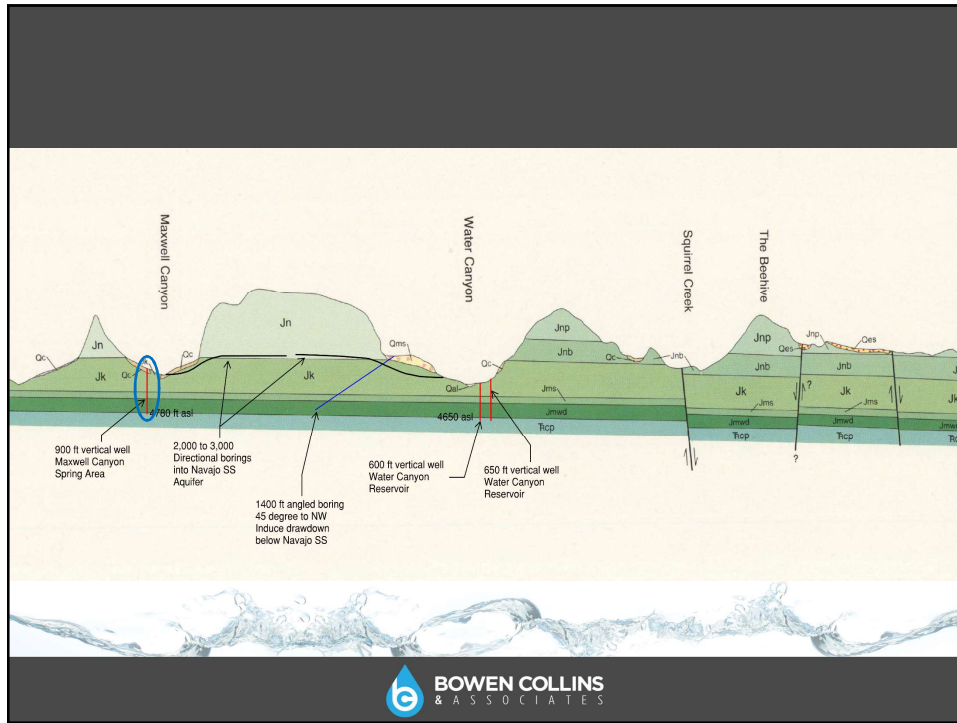 Maxwell Canyon
Water Canyon
Squirrel Creek
The Beehive
Jn
Jn
Qms
Jnp
Jnp
Jnp
Qes
Qes
Qc
Qc
Qc
Qc
Qc
Jnb
Jnb
Jnb
Jk
Jk
Jk
Jk
Qal
Jms
Jms
Jms
Jmwd
Jmwd
Jmwd
Ћcp
Ћcp
Ћcp
?
?
4780 ft asl
4650 asl
900 ft vertical well
Maxwell Canyon
Spring Area
2,000 to 3,000
Directional borings
into Navajo SS
Aquifer
1400 ft angled boring
45 degree to NW
Induce drawdown
below Navajo SS
600 ft vertical well
Water Canyon
Reservoir
650 ft vertical well
Water Canyon
Reservoir
BOWEN COLLINS
& ASSOCIATES